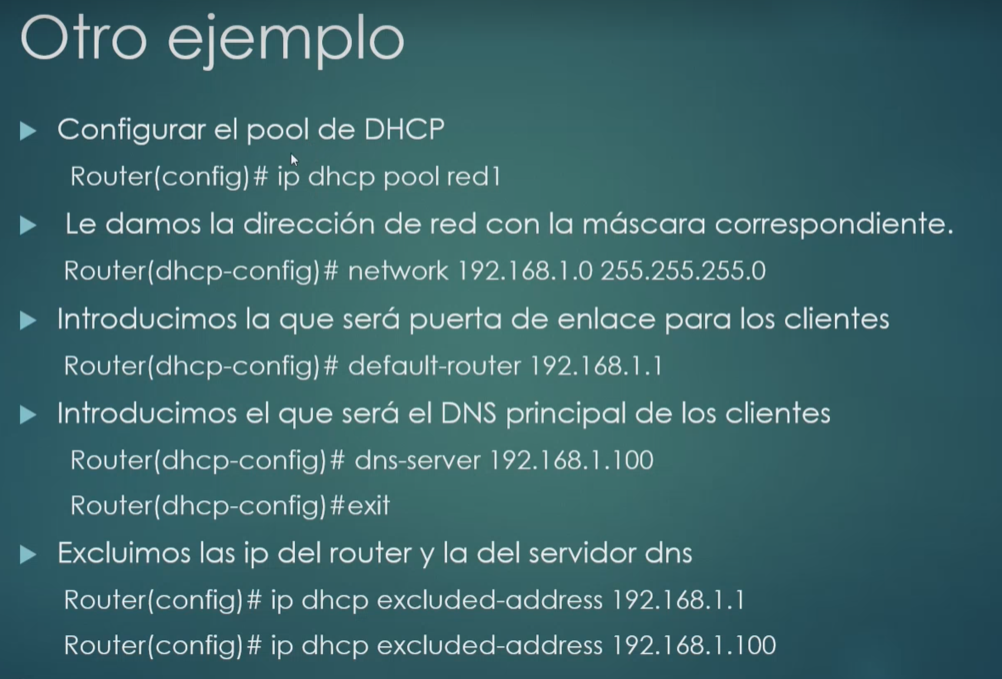 Otro ejemplo
Configurar el pool de DHCP
Router(config)# ip dhcp pool red1
Le damos la dirección de red con la máscara correspondiente.
Router(dhcp-config)# network 192.168.1.0 255.255.255.0
Introducimos la que será puerta de enlace para los clientes
Router(dhcp-config)# default-router 192.168.1.1
Introducimos el que será el DNS principal de los clientes
Router(dhcp-config)# dns-server 192.168.1.100
Router(dhcp-config)#exit
Excluimos las ip del router y la del servidor dns
Router(config)# ip dhcp excluded-address 192.168.1.1
Router(config)# ip dhcp excluded-address 192.168.1.100